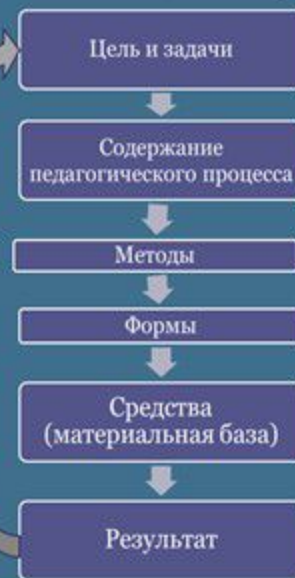 Цель и задачи
Содержание
педагогического процесса
Методы
Формы
Средства
(материальная база)
Результат